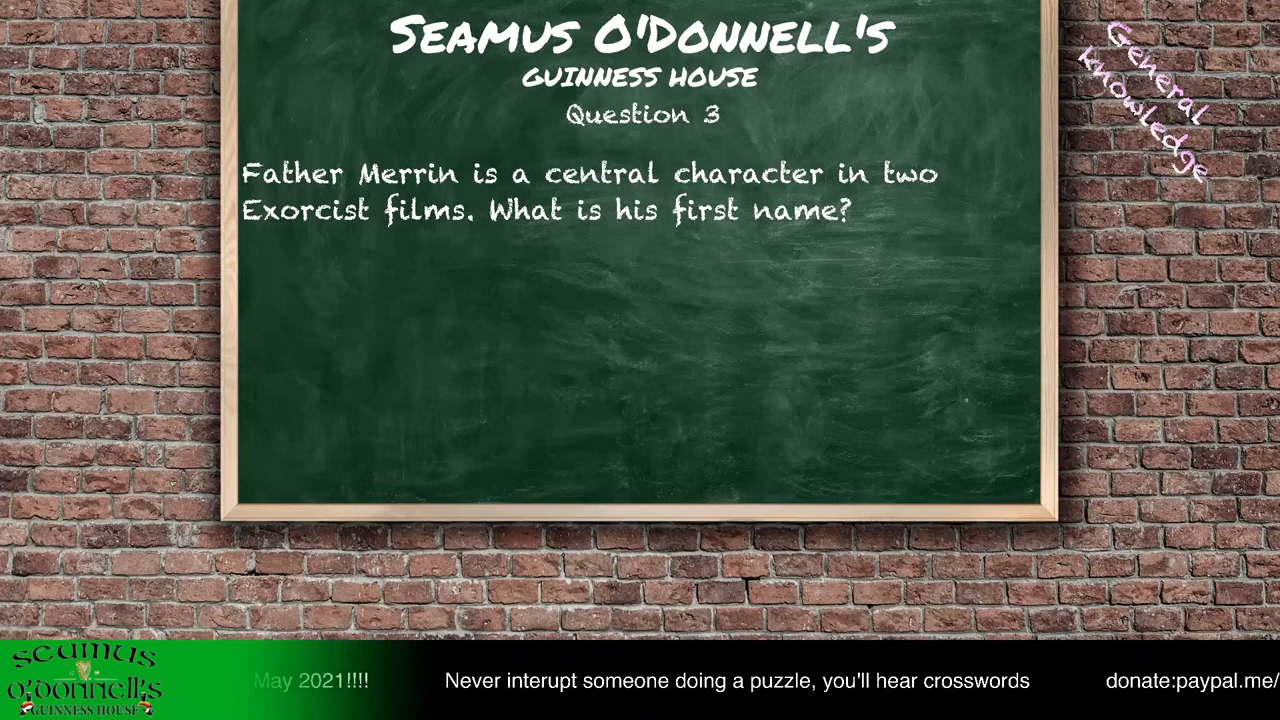 Seamus O'Donnell's
Guinness House
Question 3
General
Knowledge
Father Merrin is a central character in two
Exorcist films. What is his first name?
seamus
o'donnell's
GUINNESS HOUSE
May 2021!!!!
Never interupt someone doing a puzzle, you'll hear crosswords
donate:paypal.me/